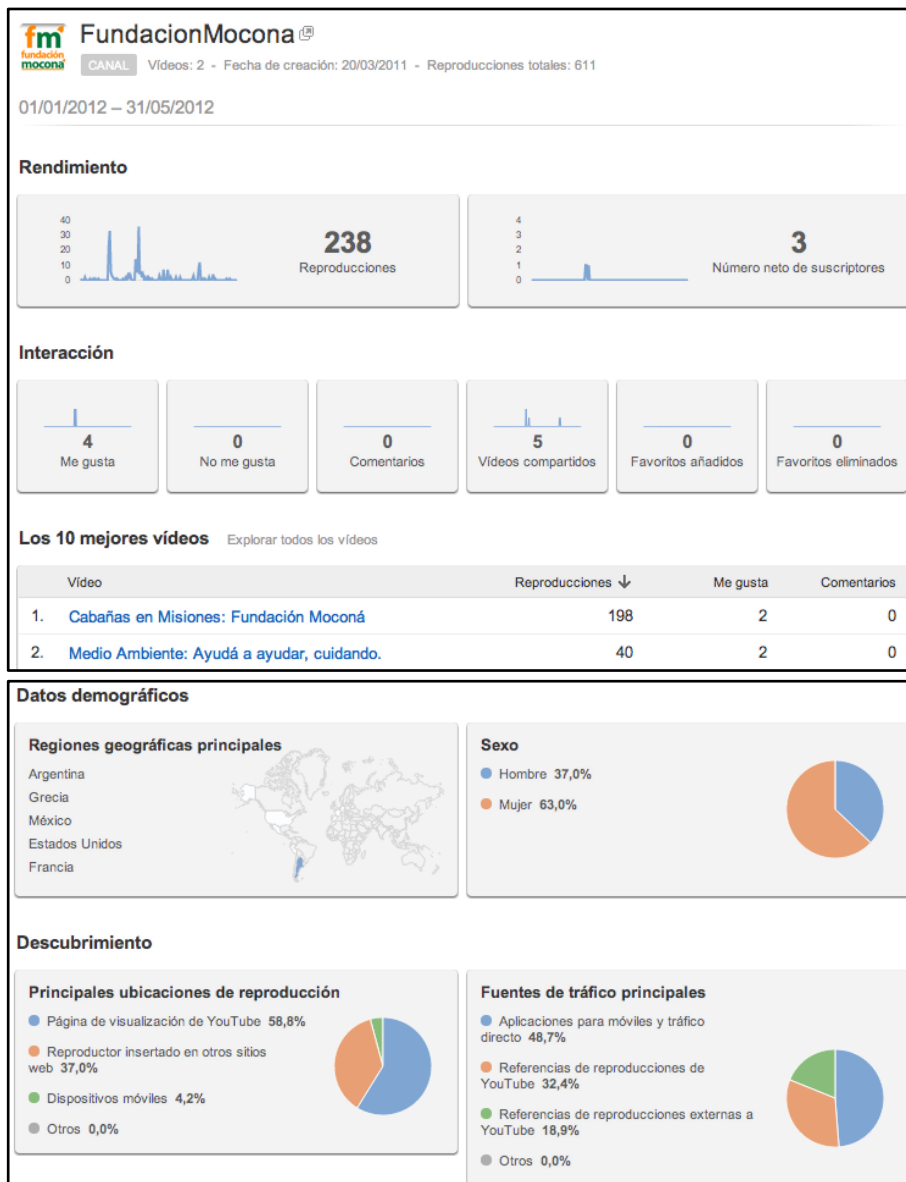 fm
fundación
mocona
FundacionMocona
CANAL Vídeos: 2 - Fecha de creación: 20/03/2011 - Reproducciones totales: 611
01/01/2012 – 31/05/2012
Rendimiento
40
30
20
10
0
238
Reproducciones
4
3
2
1
0
3
Número neto de suscriptores
Interacción
4
Me gusta
0
No me gusta
0
Comentarios
5
Vídeos compartidos
0
Favoritos añadidos
0
Favoritos eliminados
Los 10 mejores vídeos Explorar todos los vídeos
Vídeo Reproducciones Me gusta Comentarios
1. Cabañas en Misiones: Fundación Moconá 198 2 0
2. Medio Ambiente: Ayudá a ayudar, cuidando. 40 2 0
Datos demográficos
Regiones geográficas principales
Argentina
Grecia
México
Estados Unidos
Francia
Sexo
Hombre 37,0%
Mujer 63,0%
Descubrimiento
Principales ubicaciones de reproducción
Página de visualización de YouTube 58,8%
Reproductor insertado en otros sitios
web 37,0%
Dispositivos móviles 4,2%
Otros 0,0%
Fuentes de tráfico principales
Aplicaciones para móviles y tráfico
directo 48,7%
Referencias de reproducciones de
YouTube 32,4%
Referencias de reproducciones externas a
YouTube 18,9%
Otros 0,0%